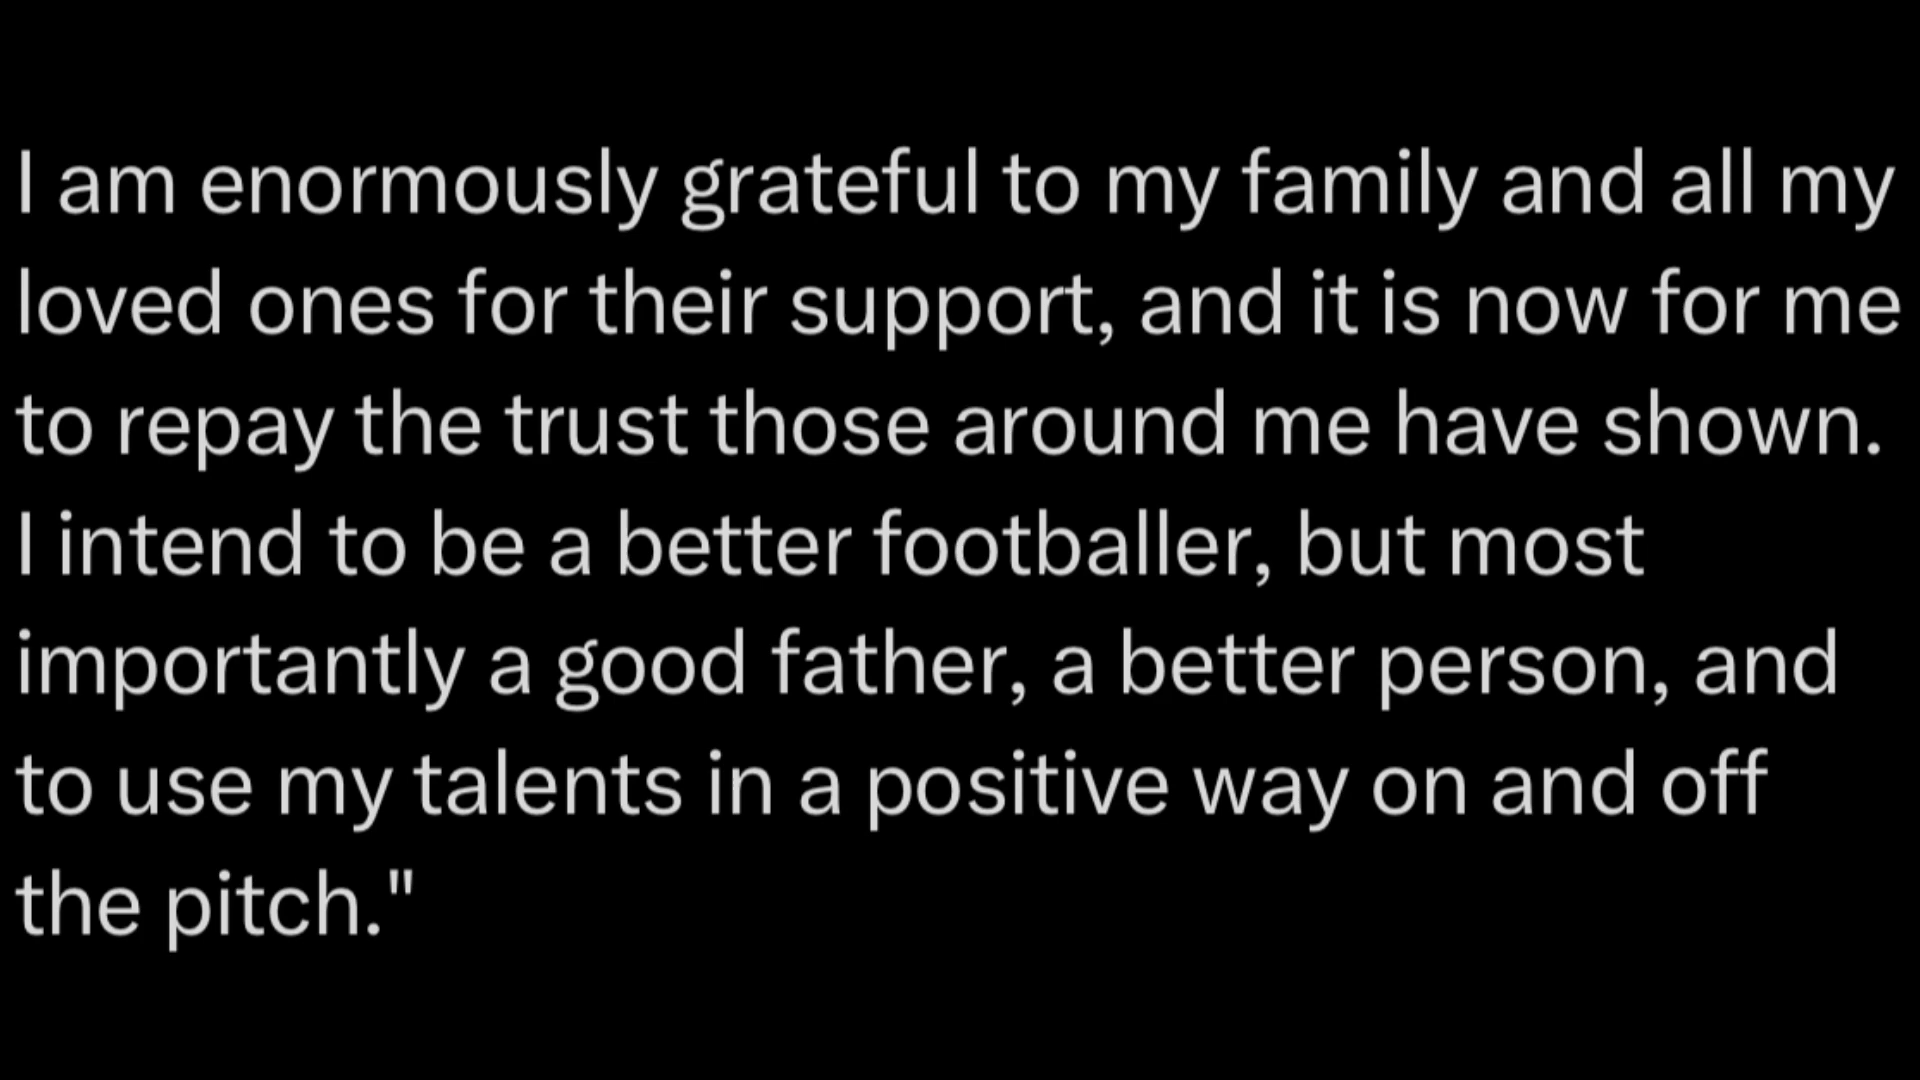 I am enormously grateful to my family and all my
loved ones for their support, and it is now for me
to repay the trust those around me have shown.
I intend to be a better footballer, but most
importantly a good father, a better person, and
to use my talents in a positive way on and off
the pitch."